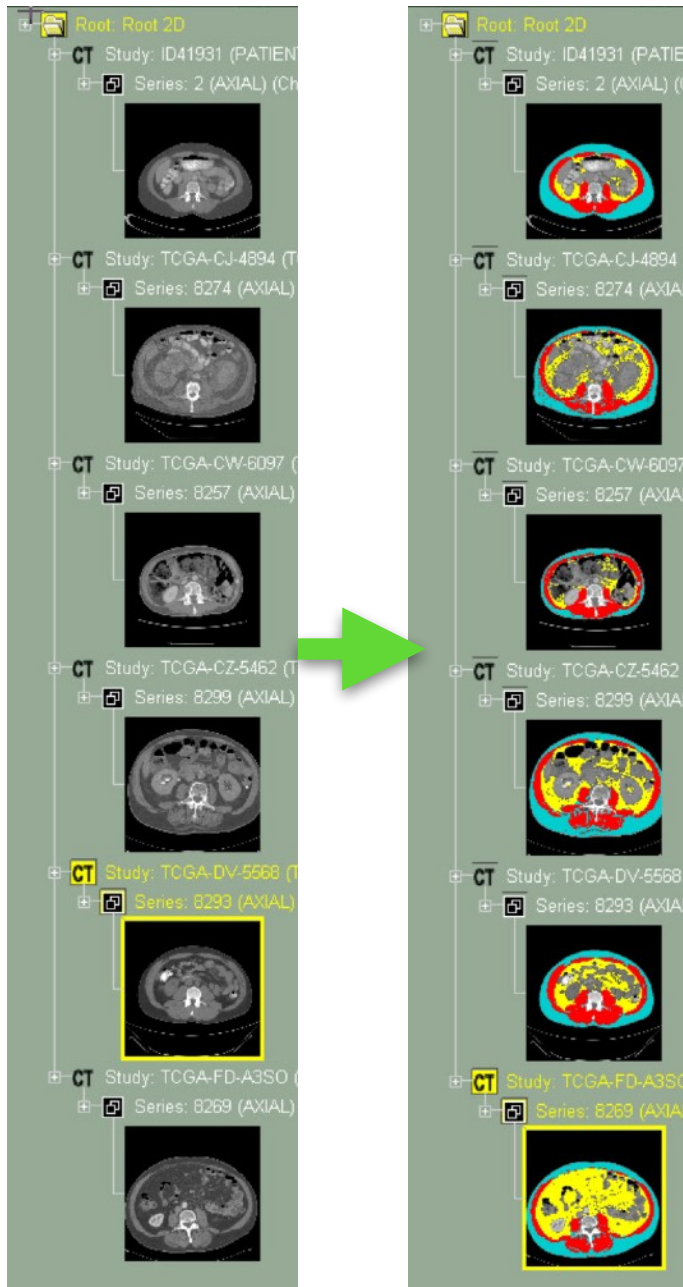 Root: Root 2D
CT Study: ID41931 (PATIENT
Series: 2 (AXIAL) (Ch
CT Study: TCGA-CJ-4894 (T
Series: 8274 (AXIAL)
CT Study: TCGA-CW-6097 (
Series: 8257 (AXIAL)
CT Study: TCGA-CZ-5462 (T
Series: 8299 (AXIAL)
CT Study: TCGA-DV-5568 (T
Series: 8293 (AXIAL)
CT Study: TCGA-FD-A3SO (
Series: 8269 (AXIAL)
Root: Root 2D
CT Study: ID41931 (PATIE
Series: 2 (AXIAL) (
CT Study: TCGA-CJ-4894
Series: 8274 (AXIA
CT Study: TCGA-CW-6097
Series: 8257 (AXIA
CT Study: TCGA-CZ-5462
Series: 8299 (AXIA
CT Study: TCGA-DV-5568
Series: 8293 (AXIA
CT Study: TCGA-FD-A3SO
Series: 8269 (AXIA